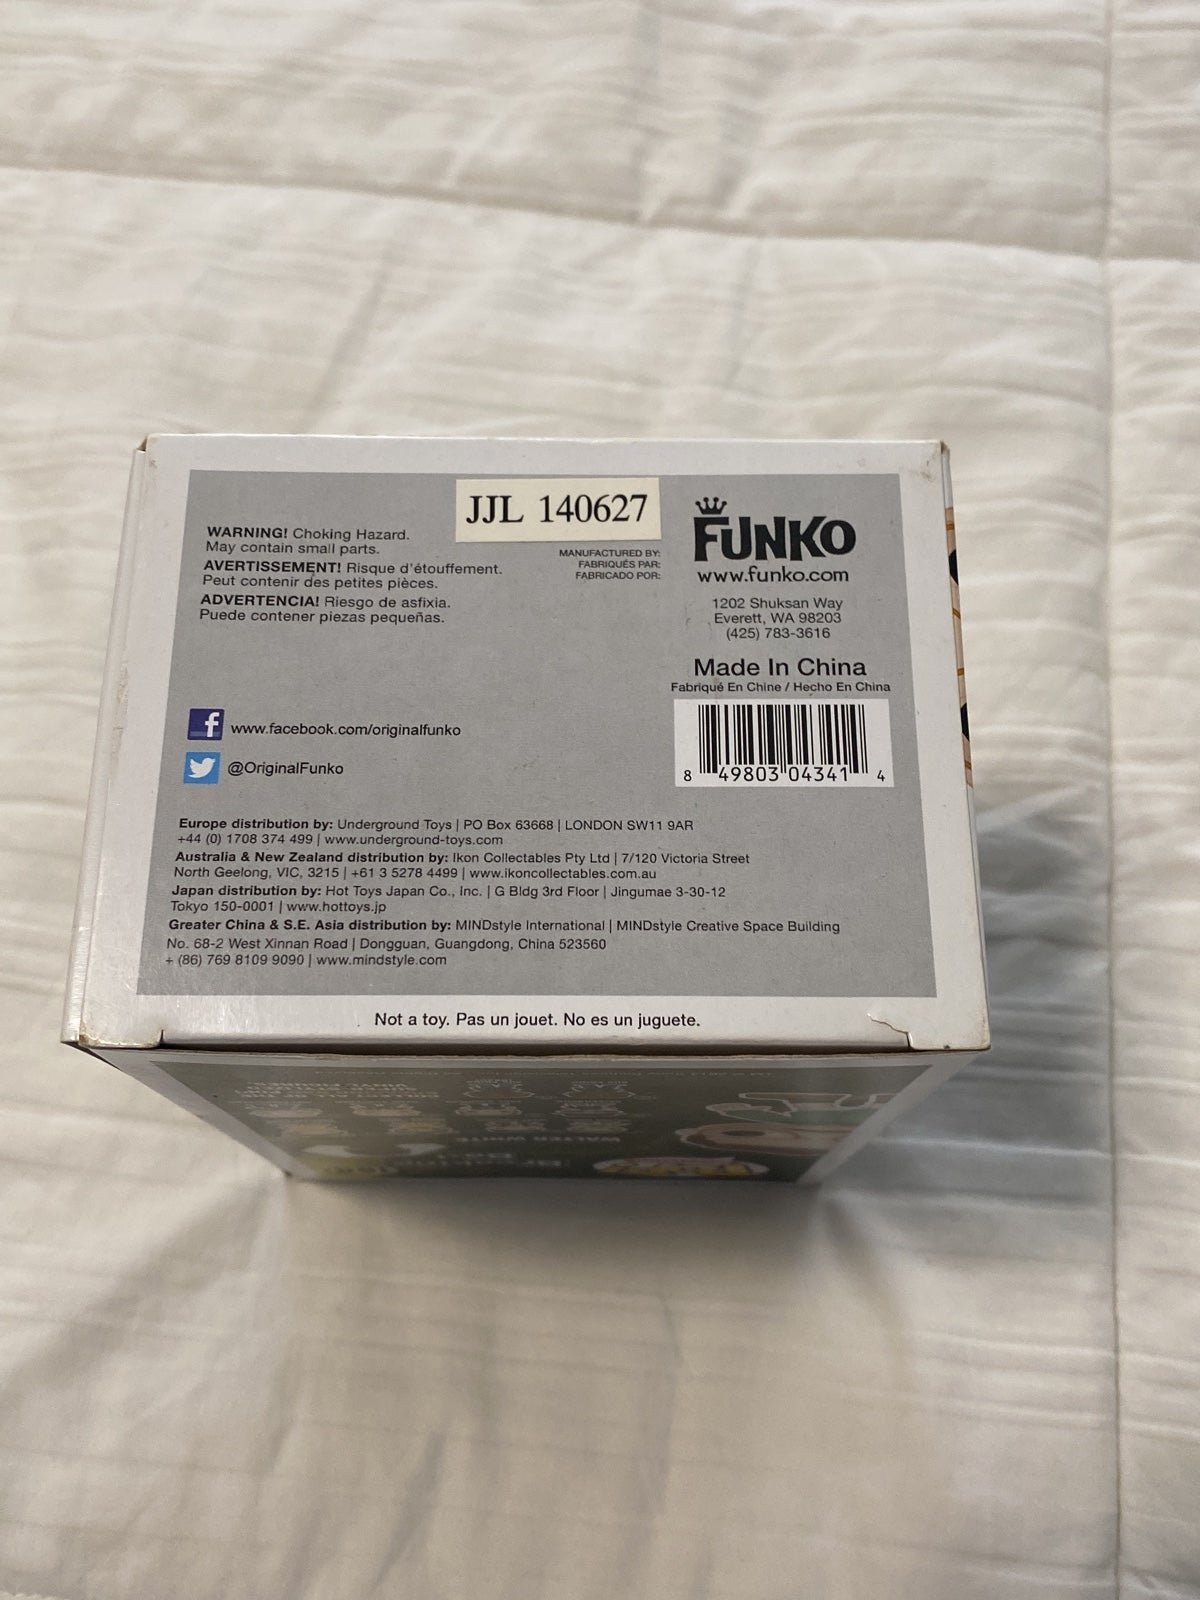 JJL 140627
WARNING! Choking Hazard.
May contain small parts.
AVERTISSEMENT! Risque d'étouffement.
Peut contenir des petites pièces.
ADVERTENCIA! Riesgo de asfixia.
Puede contener piezas pequeñas.
MANUFACTURED BY:
FABRIQUÉS PAR:
FABRICADO POR:
FUNKO
www.funko.com
1202 Shuksan Way
Everett, WA 98203
(425) 783-3616
Made In China
Fabriqué En Chine / Hecho En China
8 49803 04341 4
f www.facebook.com/originalfunko
@OriginalFunko
Europe distribution by: Underground Toys | PO Box 63668 | LONDON SW11 9AR
+44 (0) 1708 374 499 | www.underground-toys.com
Australia & New Zealand distribution by: Ikon Collectables Pty Ltd | 7/120 Victoria Street
North Geelong, VIC, 3215 | +61 3 5278 4499 | www.ikoncollectables.com.au
Japan distribution by: Hot Toys Japan Co., Inc. | G Bldg 3rd Floor | Jingumae 3-30-12
Tokyo 150-0001 | www.hottoys.jp
Greater China & S.E. Asia distribution by: MINDstyle International | MINDstyle Creative Space Building
No. 68-2 West Xinnan Road | Dongguan, Guangdong, China 523560
+ (86) 769 8109 9090 | www.mindstyle.com
Not a toy. Pas un jouet. No es un juguete.
WALTER WHITE